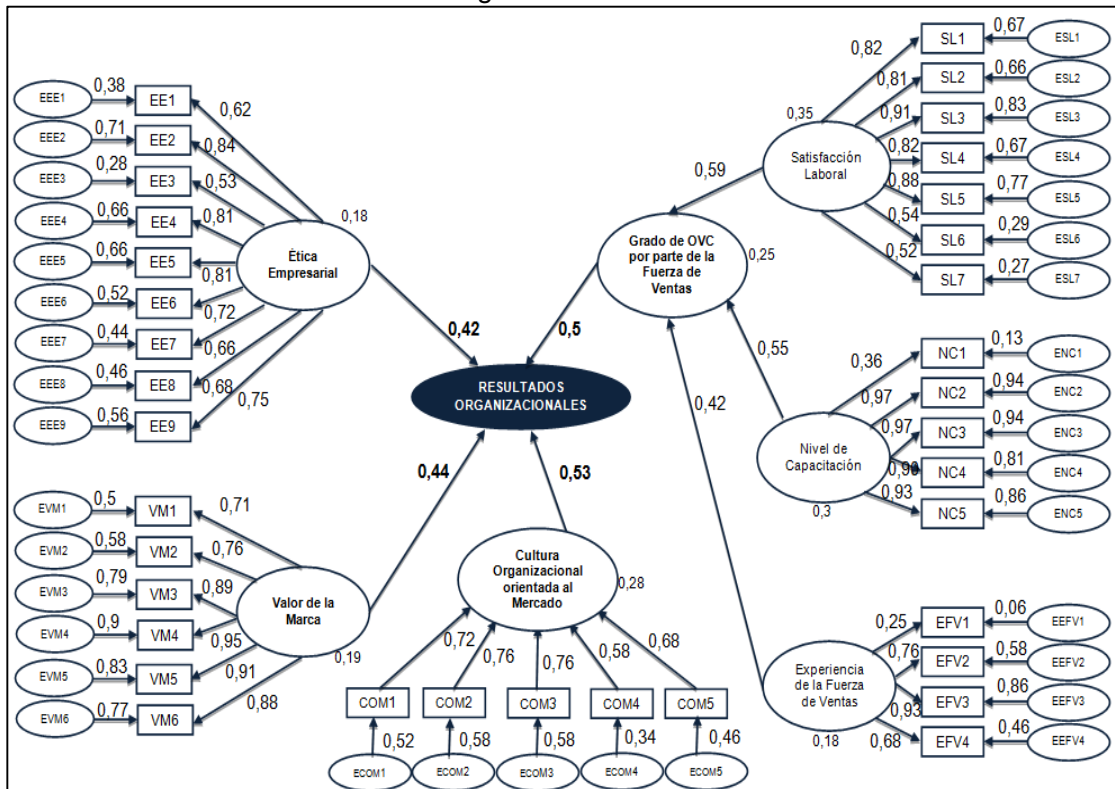 EEE1 0,38 EE1 0,62
EEE2 0,71 EE2 0,84
EEE3 0,28 EE3 0,53
EEE4 0,66 EE4 0,81
EEE5 0,66 EE5 0,81
EEE6 0,52 EE6 0,72
EEE7 0,44 EE7 0,66
EEE8 0,46 EE8 0,68
EEE9 0,56 EE9 0,75
0,18
Ética
Empresarial
0,42
EVM1 0,5 VM1 0,71
EVM2 0,58 VM2 0,76
EVM3 0,79 VM3 0,89
EVM4 0,9 VM4 0,95
EVM5 0,83 VM5 0,91
EVM6 0,77 VM6 0,88
Valor de la
Marca
0,19
0,44
RESULTADOS
ORGANIZACIONALES
0,53
Cultura
Organizacional
orientada al
Mercado
0,28
0,72 0,76 0,76 0,58 0,68
COM1 COM2 COM3 COM4 COM5
0,52 0,58 0,58 0,34 0,46
ECOM1 ECOM2 ECOM3 ECOM4 ECOM5
0,5
Grado de OVC
por parte de la
Fuerza de
Ventas
0,25
0,59
0,55
0,42
0,35
Satisfacción
Laboral
0,82 SL1 0,67 ESL1
0,81 SL2 0,66 ESL2
0,91 SL3 0,83 ESL3
0,82 SL4 0,67 ESL4
0,88 SL5 0,77 ESL5
0,54 SL6 0,29 ESL6
0,52 SL7 0,27 ESL7
Nivel de
Capacitación
0,3
0,36 NC1 0,13 ENC1
0,97 NC2 0,94 ENC2
0,97 NC3 0,94 ENC3
NC4 0,81 ENC4
0,93 NC5 0,86 ENC5
Experiencia
de la Fuerza
de Ventas
0,18
0,25 EFV1 0,06 EEFV1
0,76 EFV2 0,58 EEFV2
0,93 EFV3 0,86 EEFV3
0,68 EFV4 0,46 EEFV4